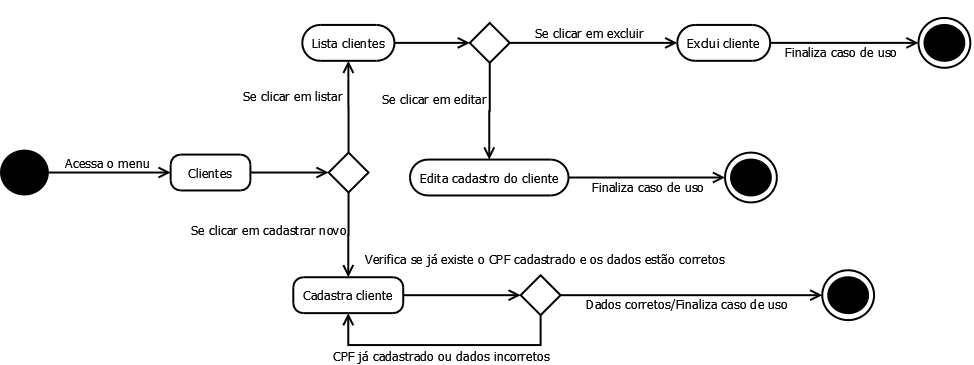 Lista clientes
Se clicar em excluir
Exclui cliente
Finaliza caso de uso
Se clicar em listar
Se clicar em editar
Acessa o menu
Clientes
Edita cadastro do cliente
Finaliza caso de uso
Se clicar em cadastrar novo
Verifica se já existe o CPF cadastrado e os dados estão corretos
Cadastra cliente
Dados corretos/Finaliza caso de uso
CPF já cadastrado ou dados incorretos